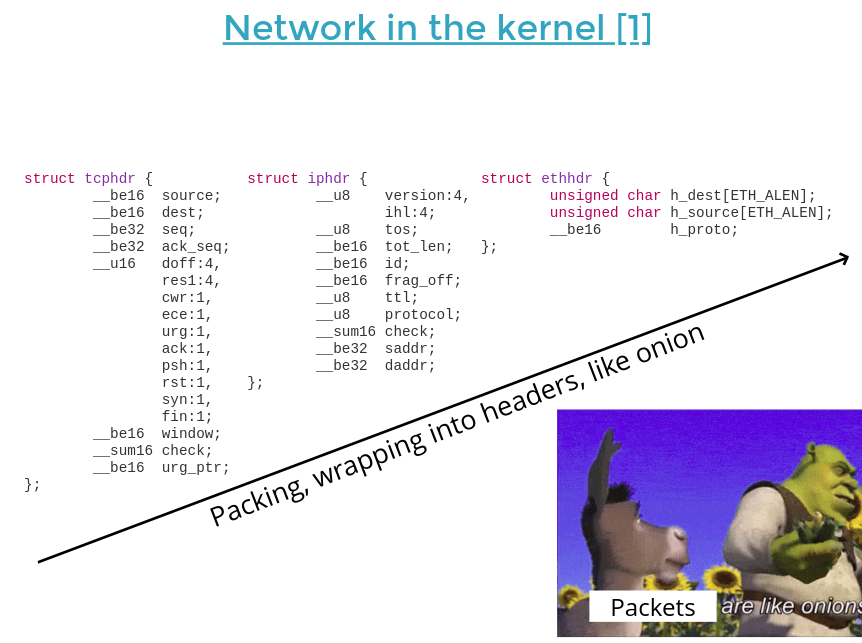 Network in the kernel [1]
struct tcphdr {
__be16 source;
__be16 dest;
__be32 seq;
__be32 ack_seq;
__u16 doff:4,
res1:4,
cwr:1,
ece:1,
urg:1,
ack:1,
psh:1,
rst:1,
syn:1,
fin:1;
__be16 window;
__sum16 check;
__be16 urg_ptr;
};
struct iphdr {
__u8 version:4,
ihl:4;
__u8 tos;
__be16 tot_len;
__be16 id;
__be16 frag_off;
__u8 ttl;
__u8 protocol;
__sum16 check;
__be32 saddr;
__be32 daddr;
};
struct ethhdr {
unsigned char h_dest[ETH_ALEN];
unsigned char h_source[ETH_ALEN];
__be16 h_proto;
};
Packing, wrapping into headers, like onion
Packets are like onions